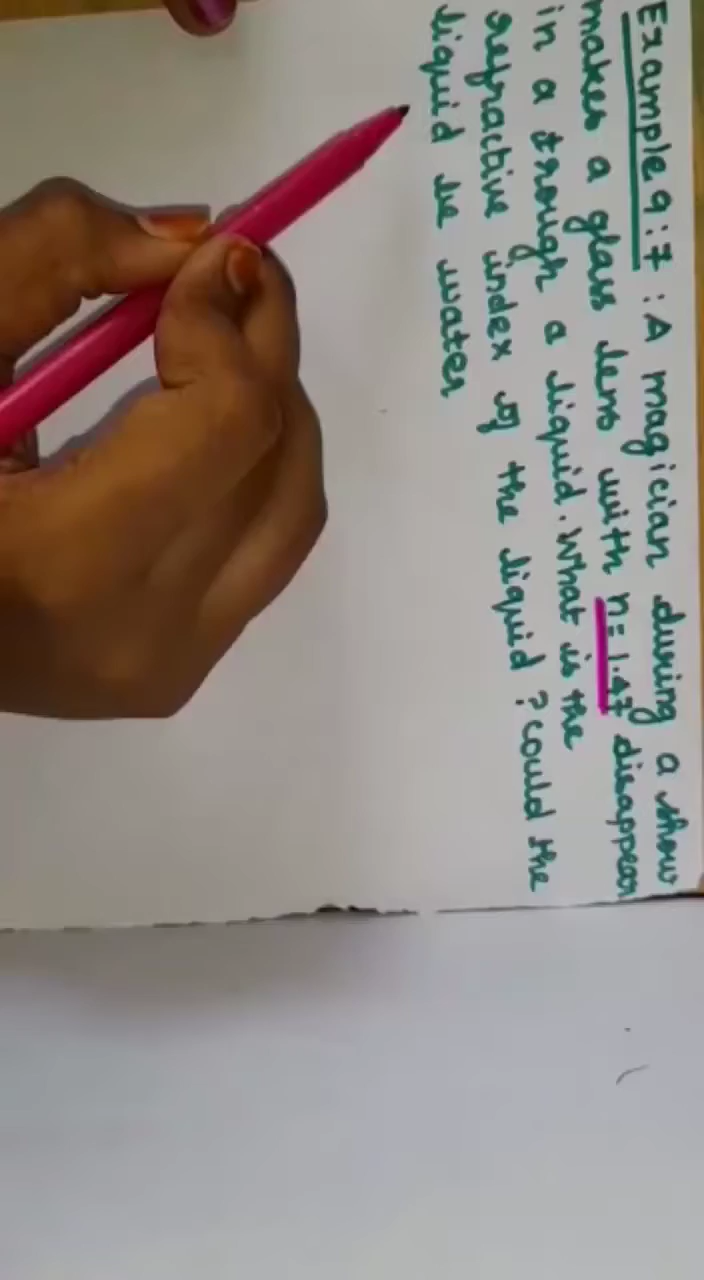 Example 9:7 : A magician during a show
makes a glass lens with n=1.47 disappear
in a trough a liquid. What is the
refractive index of the liquid? could the
liquid be water